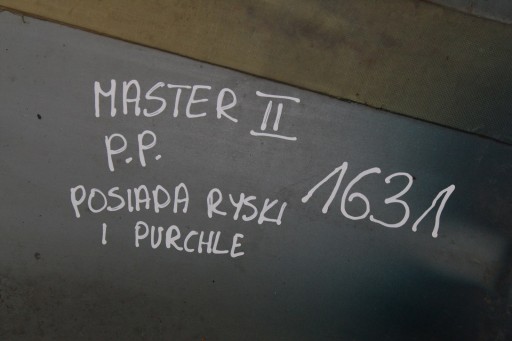 MASTER II
P.P.
POSIADA RYSKI 1631
I PURCHLE